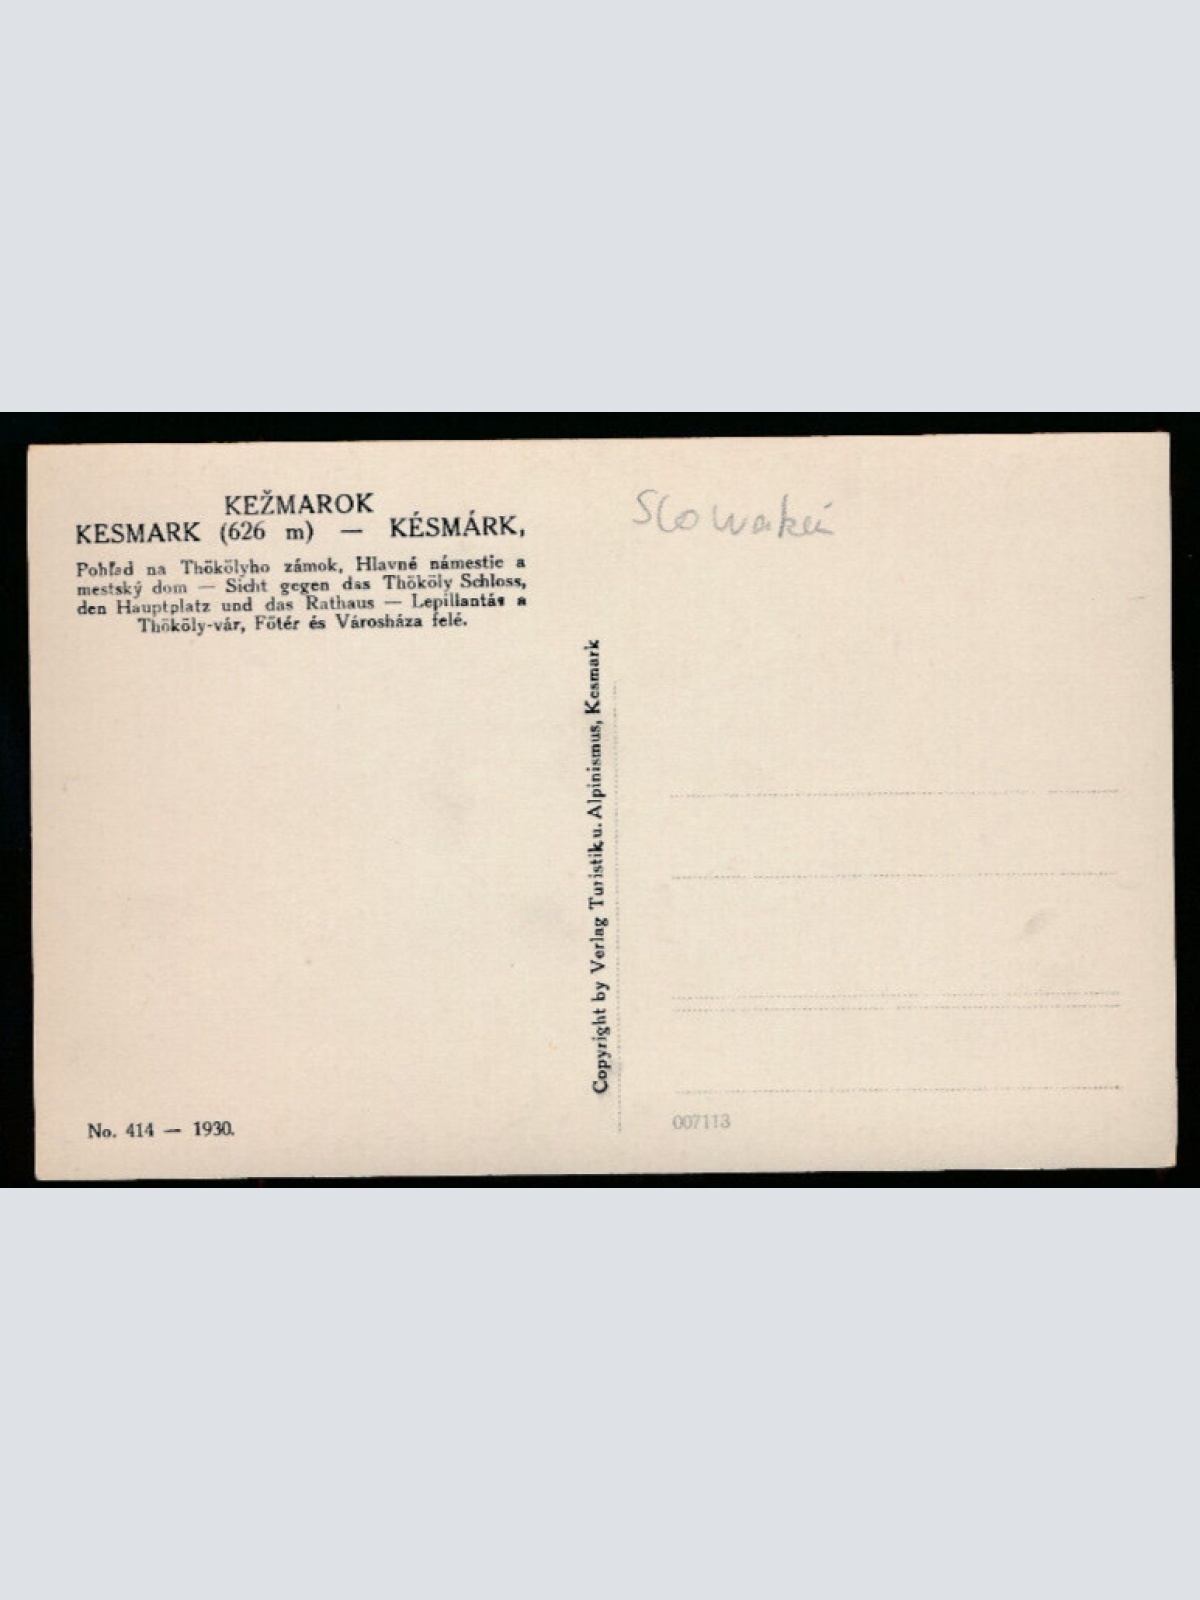 KEŽMAROK
KESMARK (626 m) — KÉSMÁRK,
Pohľad na Thökölyho zámok, Hlavné námestie a
mestský dom — Sicht gegen das Thököly Schloss,
den Hauptplatz und das Rathaus — Lepillantás a
Thököly-vár, Főtér és Városháza felé.
Slowakei
Copyright by Verlag Turistik u. Alpinismus, Kesmark
No. 414 — 1930.
007113